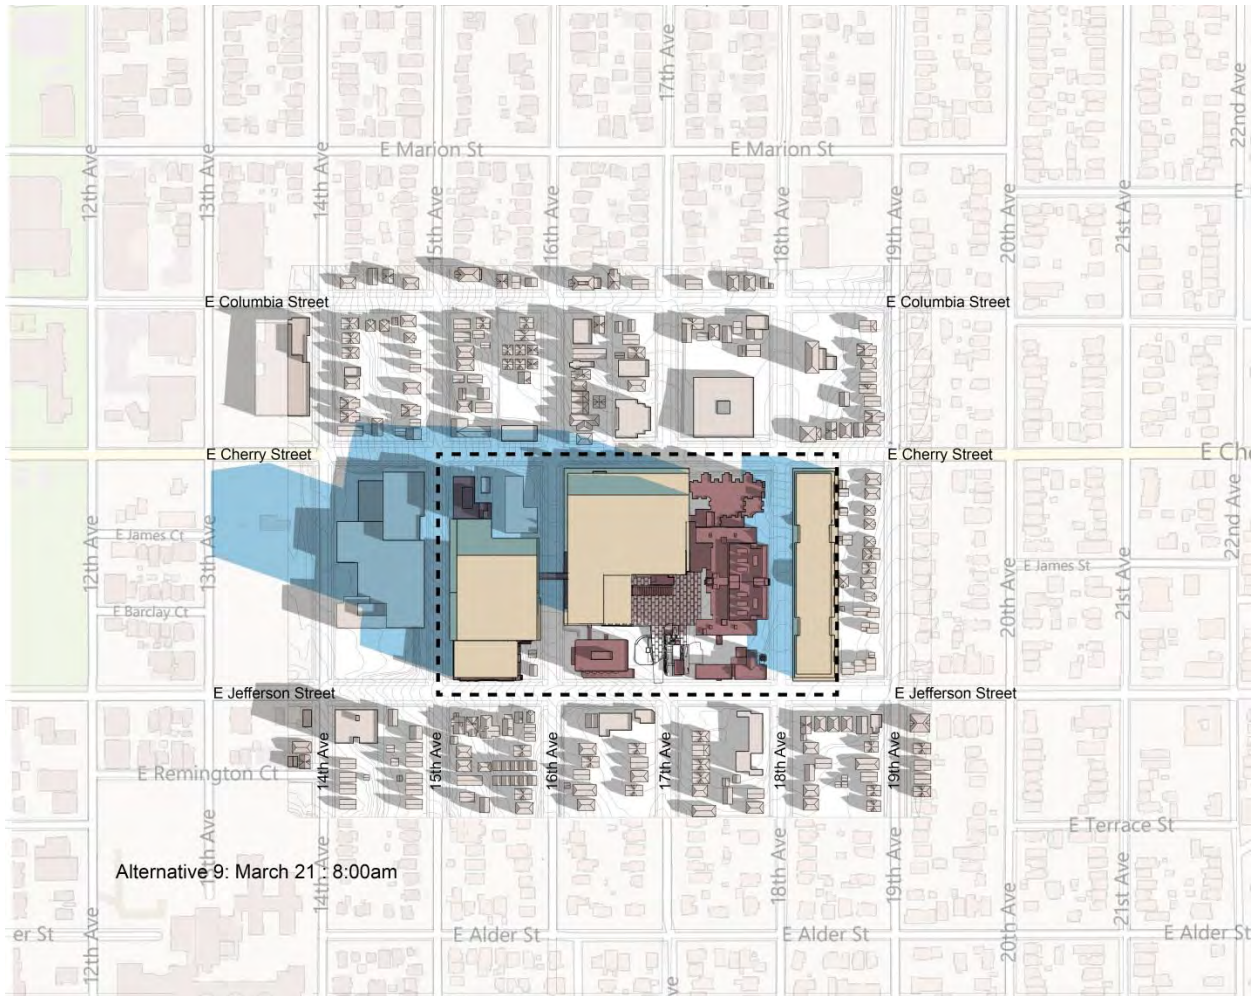 17th Ave
22nd Ave
E Marion St
E Marion St
12th Ave
13th Ave
14th Ave
15th Ave
16th Ave
18th Ave
19th Ave
20th Ave
21st Ave
E
E Columbia Street
E Columbia Street
E Cherry Street
E Cherry Street
E Che
12th Ave
13th Ave
E James Ct
E Barclay Ct
E James St
20th Ave
21st Ave
22nd Ave
E Jefferson Street
E Jefferson Street
14th Ave
15th Ave
16th Ave
17th Ave
18th Ave
19th Ave
E Remington Ct
E Terrace St
Alternative 9: March 21 : 8:00am
14th Ave
18th Ave
19th Ave
20th Ave
21st Ave
12th Ave
er St
E Alder St
E Alder St
E Alder St